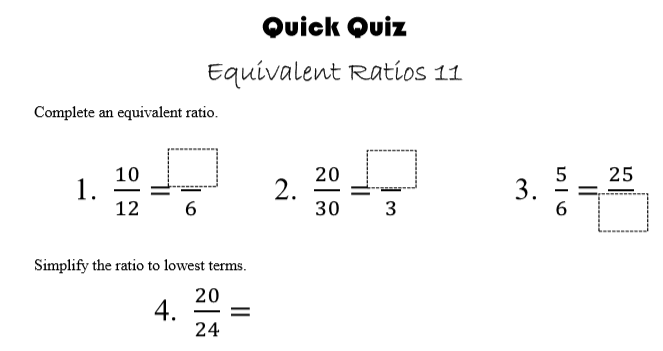 Quick Quiz
Equivalent Ratios 11
Complete an equivalent ratio.
1. 10/12 = /6 2. 20/30 = /3 3. 5/6 = 25/
Simplify the ratio to lowest terms.
4. 20/24 =